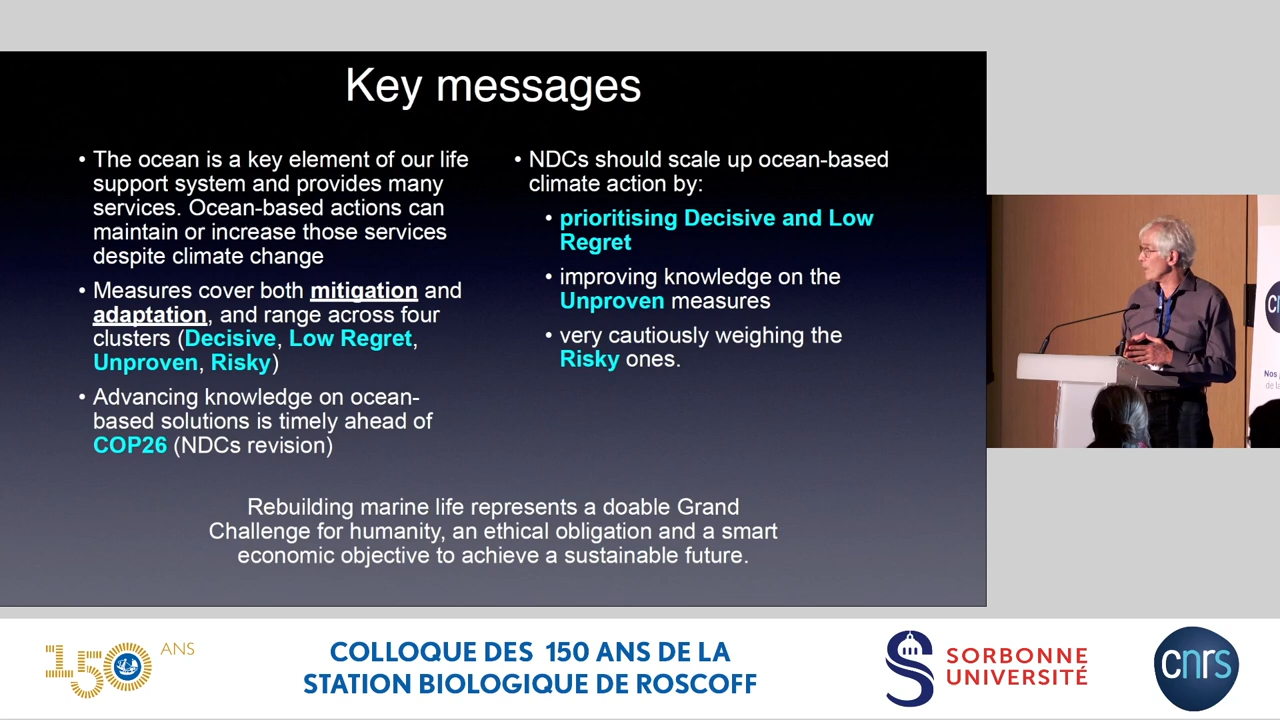 Key messages
• The ocean is a key element of our life
support system and provides many
services. Ocean-based actions can
maintain or increase those services
despite climate change
• Measures cover both mitigation and
adaptation, and range across four
clusters (Decisive, Low Regret,
Unproven, Risky)
• Advancing knowledge on ocean-
based solutions is timely ahead of
COP26 (NDCs revision)
• NDCs should scale up ocean-based
climate action by:
• prioritising Decisive and Low
Regret
• improving knowledge on the
Unproven measures
• very cautiously weighing the
Risky ones.
Rebuilding marine life represents a doable Grand
Challenge for humanity, an ethical obligation and a smart
economic objective to achieve a sustainable future.
Nos
de la
150 ANS
COLLOQUE DES 150 ANS DE LA
STATION BIOLOGIQUE DE ROSCOFF
SORBONNE
UNIVERSITÉ
cnrs